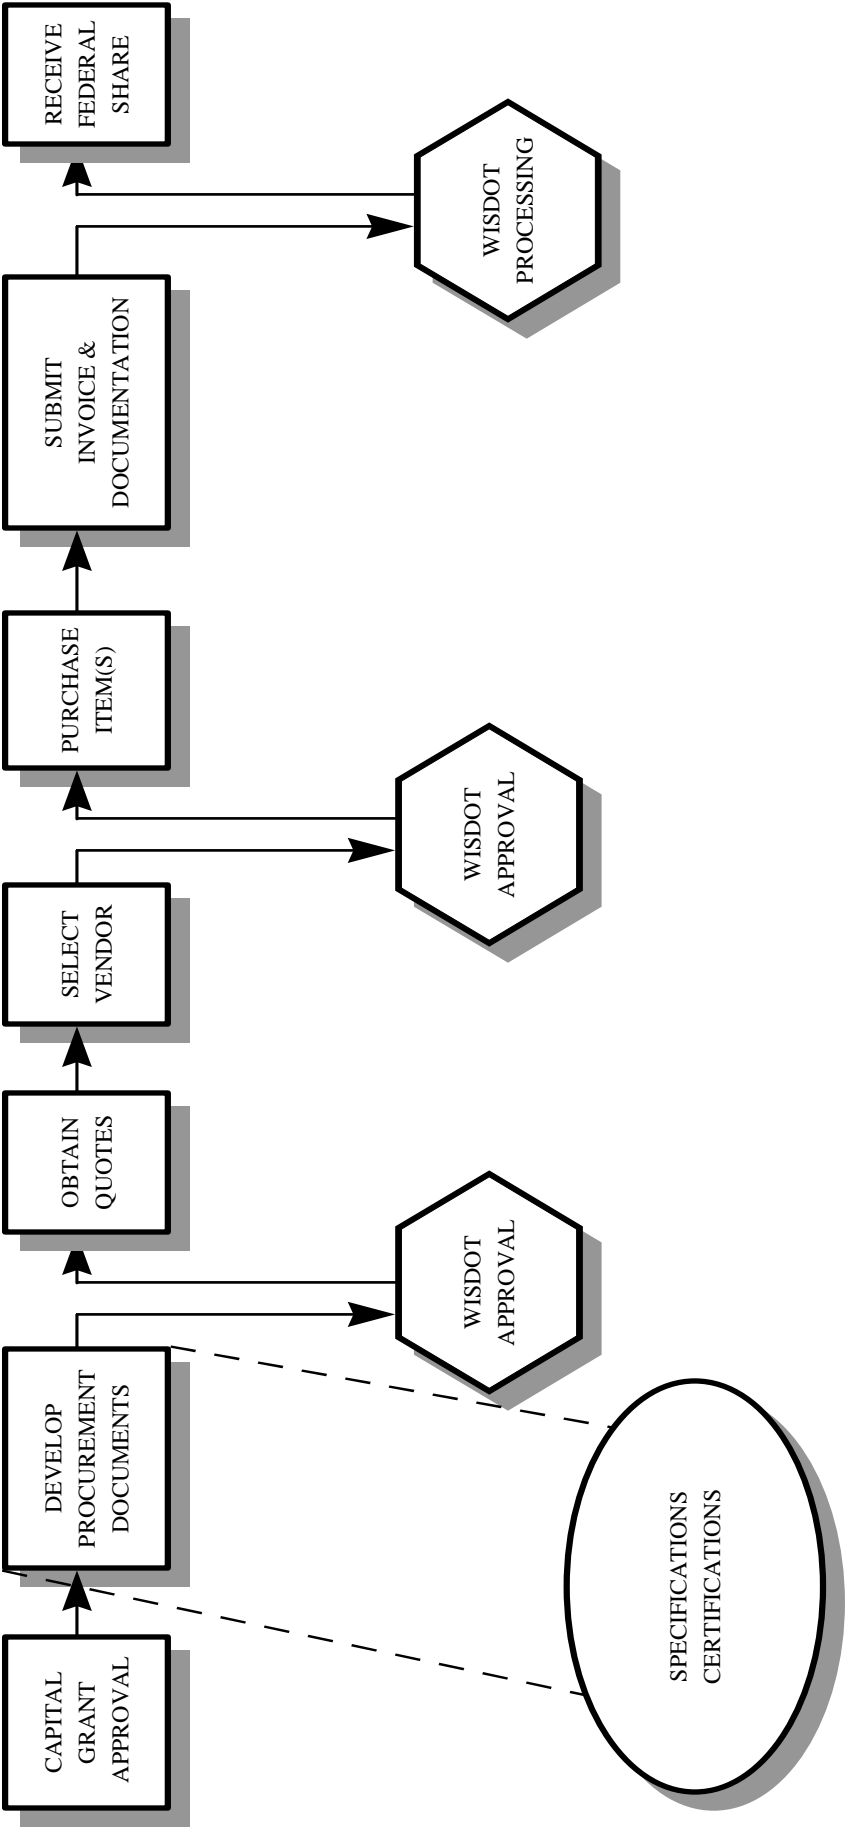 CAPITAL
GRANT
APPROVAL
DEVELOP
PROCUREMENT
DOCUMENTS
OBTAIN
QUOTES
SELECT
VENDOR
PURCHASE
ITEM(S)
SUBMIT
INVOICE &
DOCUMENTATION
RECEIVE
FEDERAL
SHARE
WISDOT
APPROVAL
WISDOT
APPROVAL
WISDOT
PROCESSING
SPECIFICATIONS
CERTIFICATIONS